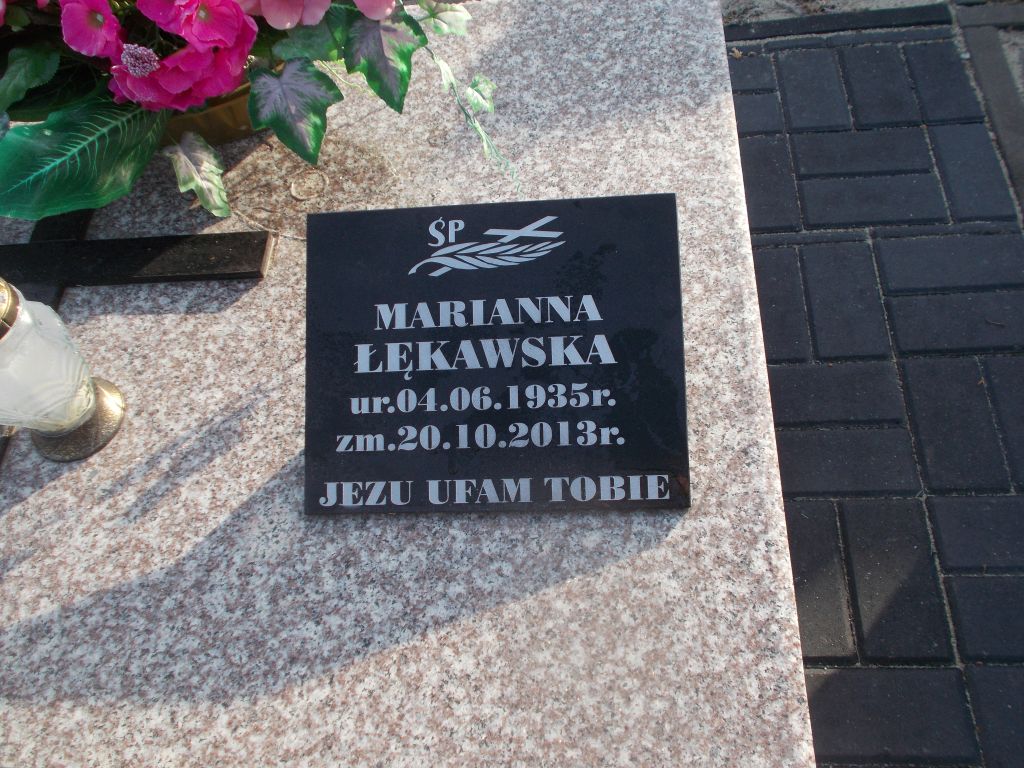 ŚP
MARIANNA
ŁĘKAWSKA
ur.04.06.1935r.
zm.20.10.2013r.
JEZU UFAM TOBIE